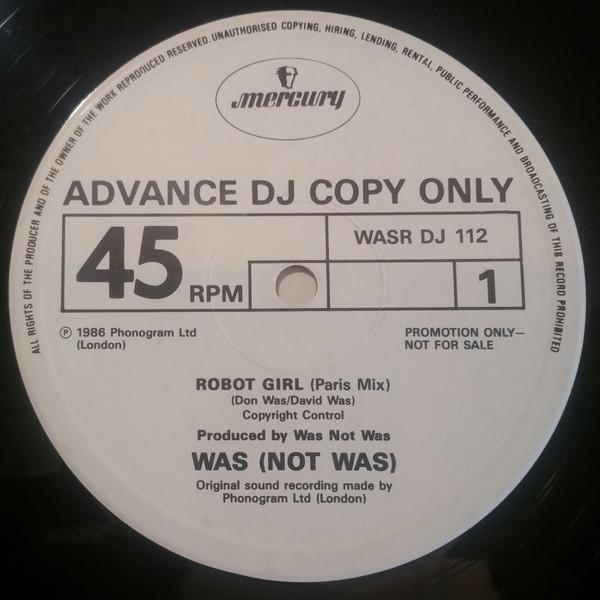 ALL RIGHTS OF THE PRODUCER AND OF THE OWNER OF THE WORK REPRODUCED RESERVED. UNAUTHORISED COPYING, HIRING, LENDING, RENTAL, PUBLIC PERFORMANCE AND BROADCASTING OF THIS RECORD PROHIBITED
mercury
ADVANCE DJ COPY ONLY
45 RPM
WASR DJ 112
1
℗ 1986 Phonogram Ltd
(London)
PROMOTION ONLY—
NOT FOR SALE
ROBOT GIRL (Paris Mix)
(Don Was/David Was)
Copyright Control
Produced by Was Not Was
WAS (NOT WAS)
Original sound recording made by
Phonogram Ltd (London)